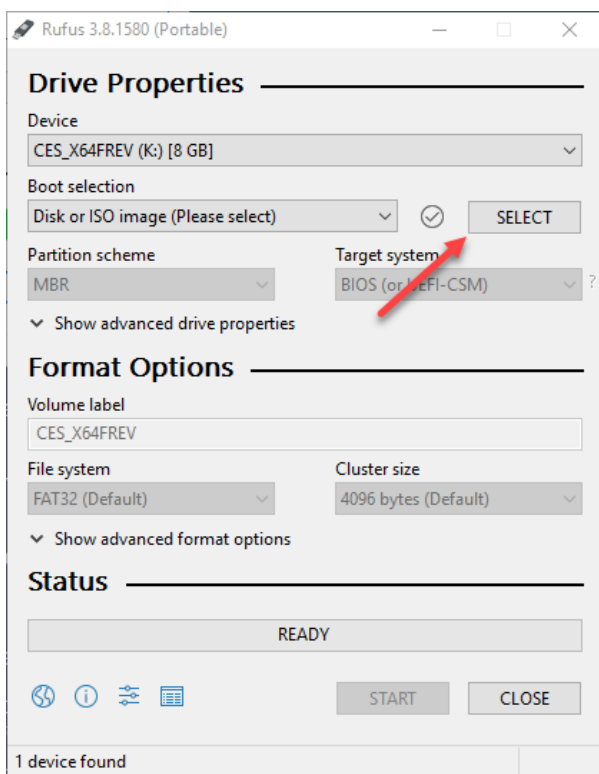 Rufus 3.8.1580 (Portable)
Drive Properties
Device
CES_X64FREV (K:) [8 GB]
Boot selection
Disk or ISO image (Please select)
SELECT
Partition scheme
Target system
MBR
BIOS (or UEFI-CSM)
?
Show advanced drive properties
Format Options
Volume label
CES_X64FREV
File system
Cluster size
FAT32 (Default)
4096 bytes (Default)
Show advanced format options
Status
READY
START
CLOSE
1 device found